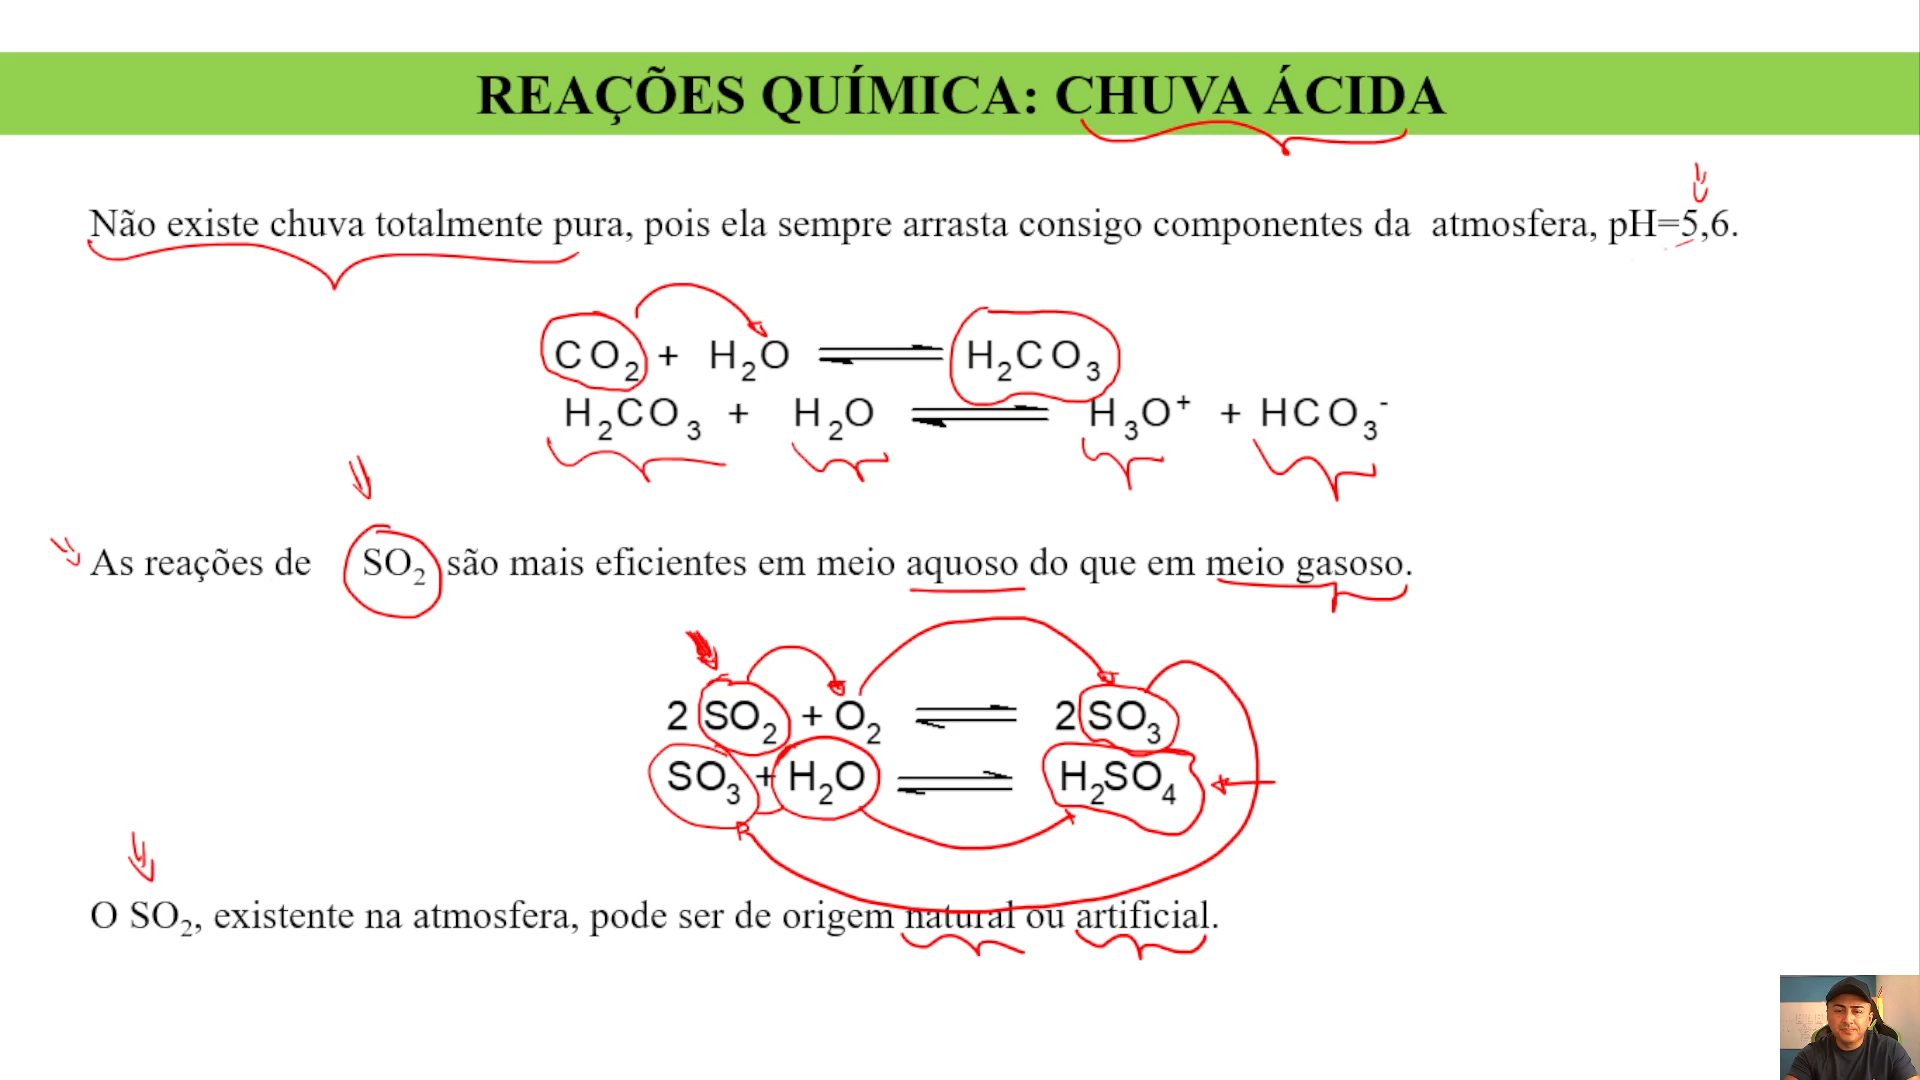 REAÇÕES QUÍMICA: CHUVA ÁCIDA
Não existe chuva totalmente pura, pois ela sempre arrasta consigo componentes da atmosfera, pH=5,6.
CO₂ + H₂O ⇌ H₂CO₃
H₂CO₃ + H₂O ⇌ H₃O⁺ + HCO₃⁻
As reações de SO₂ são mais eficientes em meio aquoso do que em meio gasoso.
2 SO₂ + O₂ ⇌ 2SO₃
SO₃ + H₂O ⇌ H₂SO₄
O SO₂, existente na atmosfera, pode ser de origem natural ou artificial.